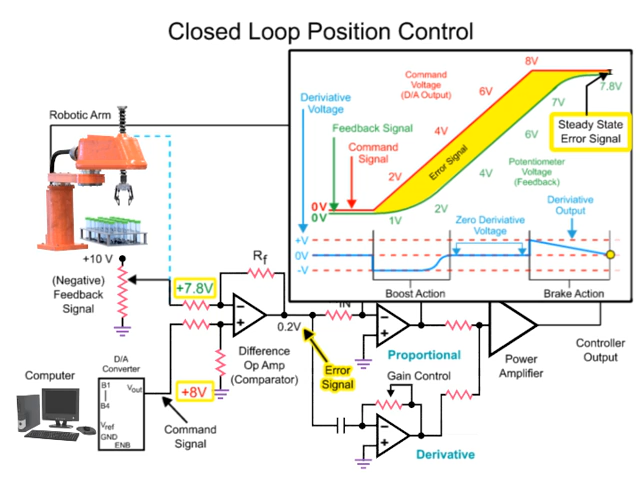 Closed Loop Position Control
Robotic Arm
+10 V
(Negative)
Feedback
Signal
+7.8V
Rf
0.2V
Difference
Op Amp
(Comparator)
Error
Signal
D/A
Converter
Computer
B1
B4
Vout
Vref
GND
ENB
+8V
Command
Signal
IN
Proportional
Gain Control
Derivative
Power
Amplifier
Controller
Output
Derivative
Voltage
Feedback Signal
Command
Signal
Command
Voltage
(D/A Output)
0V
0V
2V
4V
6V
8V
Error Signal
1V
2V
4V
6V
7V
7.8V
Steady State
Error Signal
Potentiometer
Voltage
(Feedback)
Derivative
Output
Zero Derivative
Voltage
+V
0V
-V
Boost Action
Brake Action